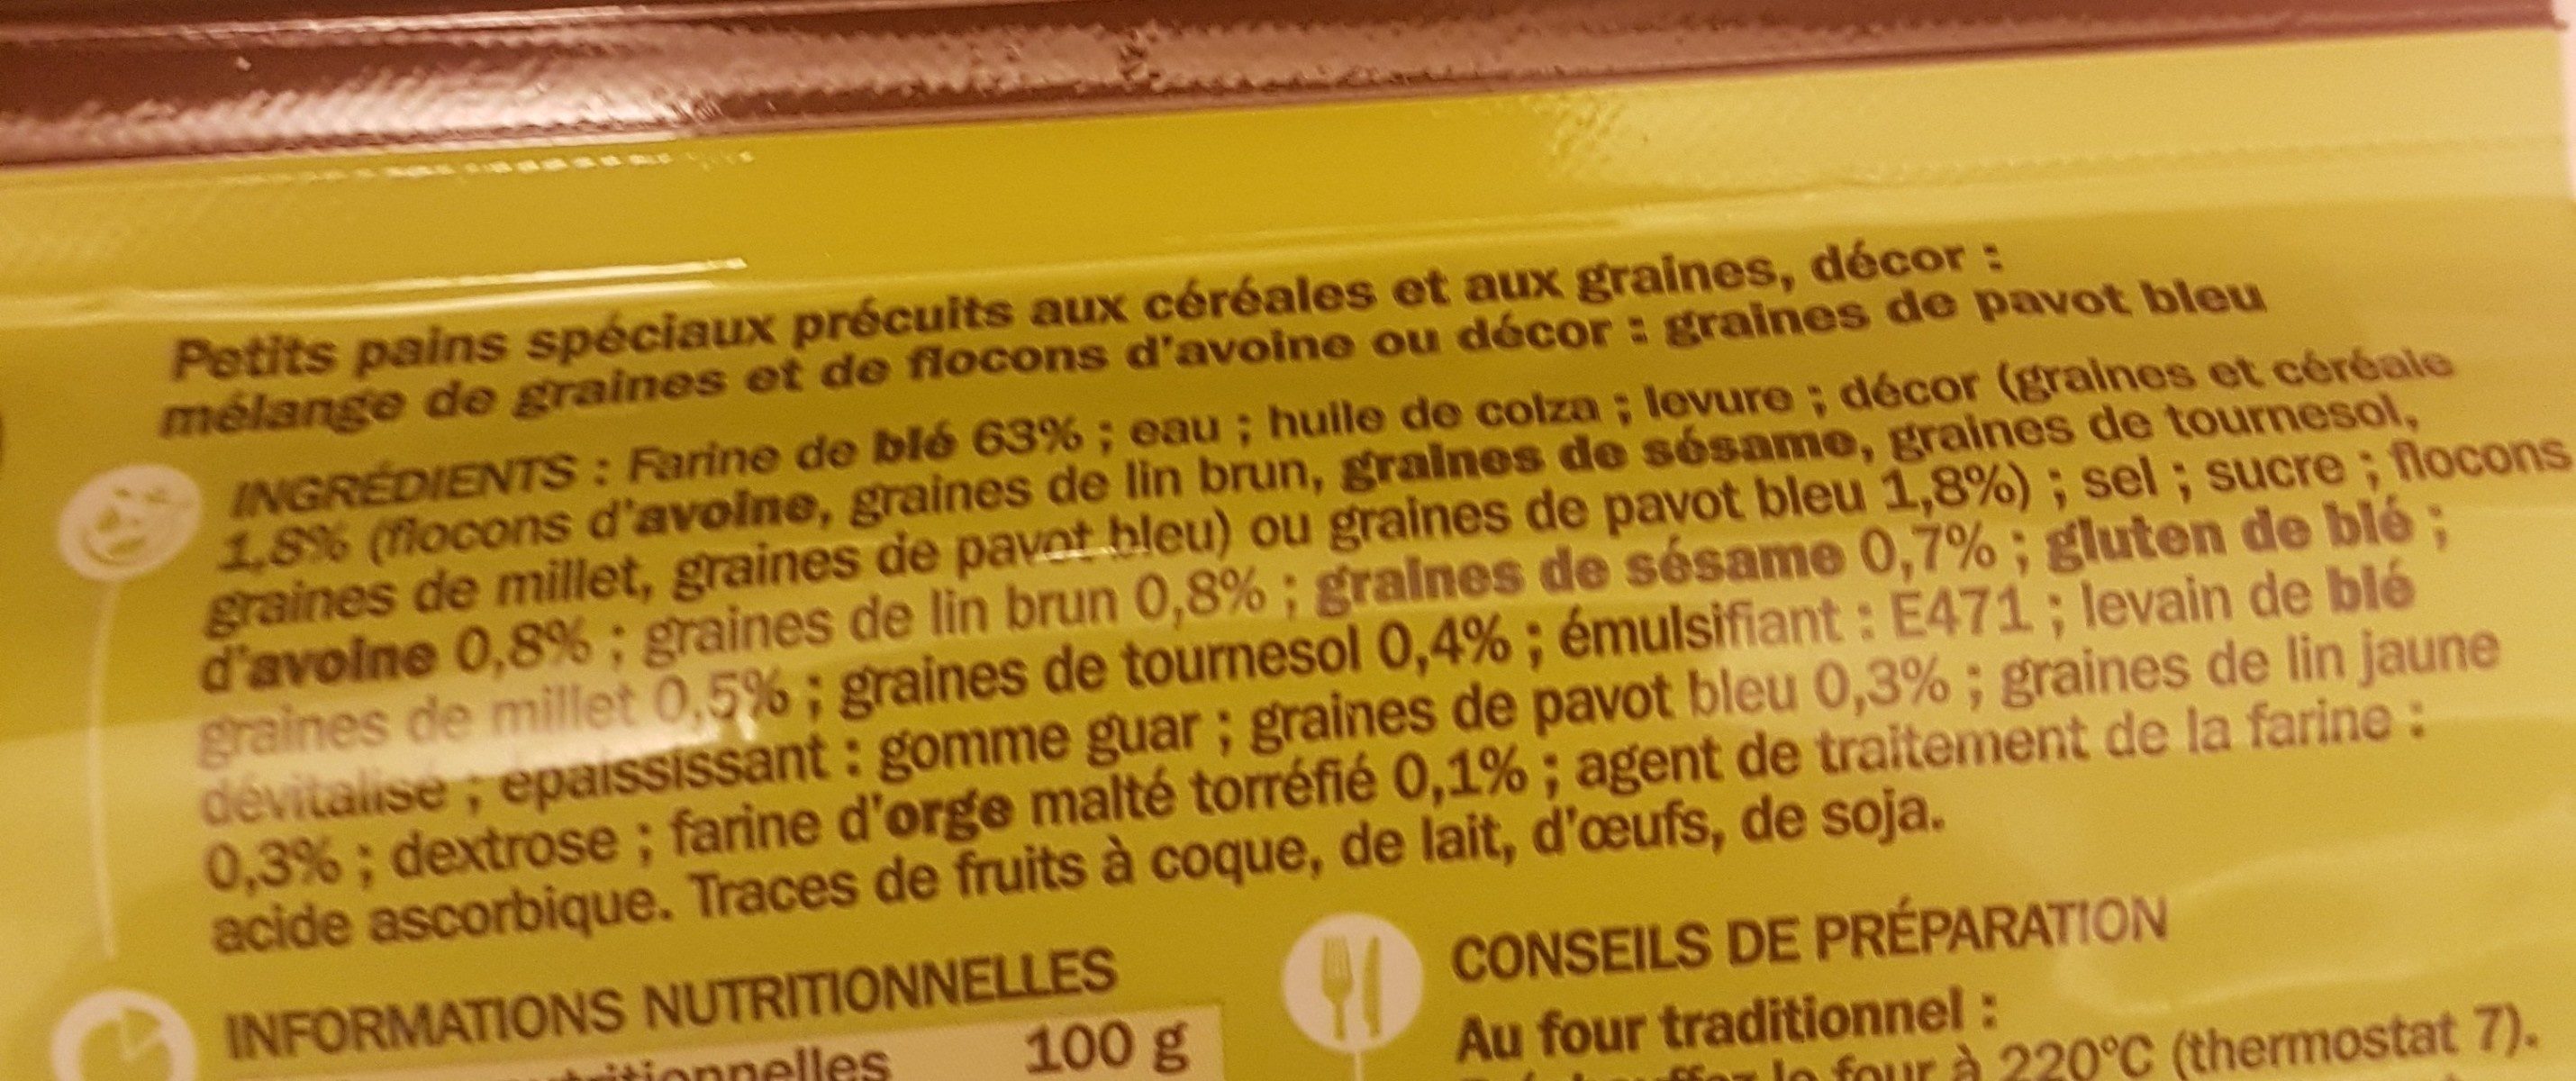 Petits pains spéciaux précuits aux céréales et aux graines, décor :
mélange de graines et de flocons d'avoine ou décor : graines de pavot bleu
INGRÉDIENTS : Farine de blé 63% ; eau ; huile de colza ; levure ; décor (graines et céréale
1,8% (flocons d'avoine, graines de lin brun, graines de sésame, graines de tournesol,
graines de millet, graines de pavot bleu) ou graines de pavot bleu 1,8%) ; sel ; sucre ; flocons
d'avoine 0,8% ; graines de lin brun 0,8% ; graines de sésame 0,7% ; gluten de blé ;
graines de millet 0,5% ; graines de tournesol 0,4% ; émulsifiant : E471 ; levain de blé
dévitalisé ; épaississant : gomme guar ; graines de pavot bleu 0,3% ; graines de lin jaune
0,3% ; dextrose ; farine d'orge malté torréfié 0,1% ; agent de traitement de la farine :
acide ascorbique. Traces de fruits à coque, de lait, d'œufs, de soja.
INFORMATIONS NUTRITIONNELLES
100 g
CONSEILS DE PRÉPARATION
Au four traditionnel :
le four à 220°C (thermostat 7).